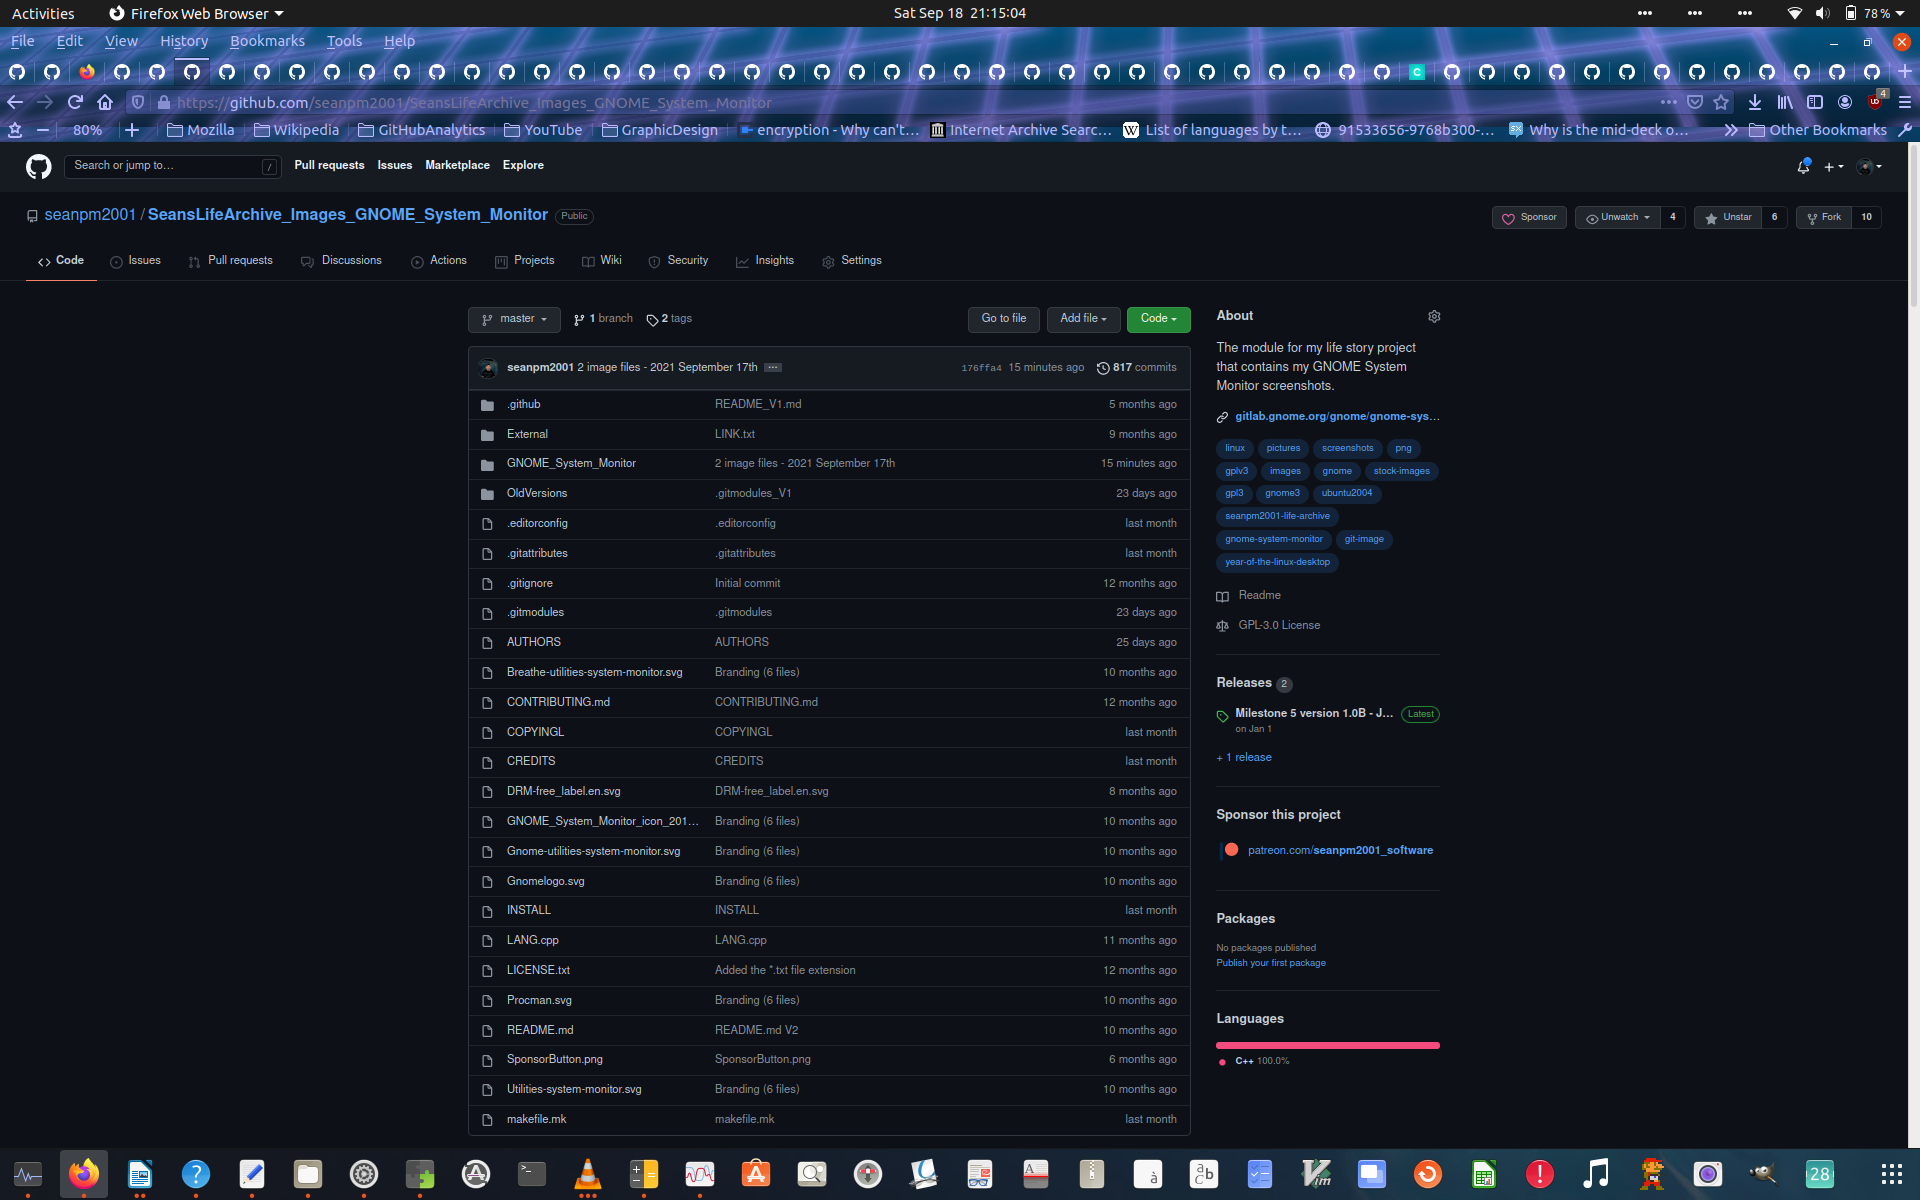 Activities Firefox Web Browser Sat Sep 18 21:15:04 78 %
File Edit View History Bookmarks Tools Help
https://github.com/seanpm2001/SeansLifeArchive_Images_GNOME_System_Monitor 4
80% Mozilla Wikipedia GitHubAnalytics YouTube GraphicDesign encryption - Why can't… Internet Archive Searc… List of languages by t… 91533656-9768b300-… Why is the mid-deck o… Other Bookmarks
Search or jump to… / Pull requests Issues Marketplace Explore
seanpm2001 / SeansLifeArchive_Images_GNOME_System_Monitor Public Sponsor Unwatch 4 Unstar 6 Fork 10
Code Issues Pull requests Discussions Actions Projects Wiki Security Insights Settings
master 1 branch 2 tags Go to file Add file Code
seanpm2001 2 image files - 2021 September 17th 176ffa4 15 minutes ago 817 commits
.github README_V1.md 5 months ago
External LINK.txt 9 months ago
GNOME_System_Monitor 2 image files - 2021 September 17th 15 minutes ago
OldVersions .gitmodules_V1 23 days ago
.editorconfig .editorconfig last month
.gitattributes .gitattributes last month
.gitignore Initial commit 12 months ago
.gitmodules .gitmodules 23 days ago
AUTHORS AUTHORS 25 days ago
Breathe-utilities-system-monitor.svg Branding (6 files) 10 months ago
CONTRIBUTING.md CONTRIBUTING.md 12 months ago
COPYINGL COPYINGL last month
CREDITS CREDITS last month
DRM-free_label.en.svg DRM-free_label.en.svg 8 months ago
GNOME_System_Monitor_icon_201… Branding (6 files) 10 months ago
Gnome-utilities-system-monitor.svg Branding (6 files) 10 months ago
Gnomelogo.svg Branding (6 files) 10 months ago
INSTALL INSTALL last month
LANG.cpp LANG.cpp 11 months ago
LICENSE.txt Added the *.txt file extension 12 months ago
Procman.svg Branding (6 files) 10 months ago
README.md README.md V2 10 months ago
SponsorButton.png SponsorButton.png 6 months ago
Utilities-system-monitor.svg Branding (6 files) 10 months ago
makefile.mk makefile.mk last month
About
The module for my life story project
that contains my GNOME System
Monitor screenshots.
gitlab.gnome.org/gnome/gnome-sys…
linux pictures screenshots png
gplv3 images gnome stock-images
gpl3 gnome3 ubuntu2004
seanpm2001-life-archive
gnome-system-monitor git-image
year-of-the-linux-desktop
Readme
GPL-3.0 License
Releases 2
Milestone 5 version 1.0B - J… Latest
on Jan 1
+ 1 release
Sponsor this project
patreon.com/seanpm2001_software
Packages
No packages published
Publish your first package
Languages
C++ 100.0%
28